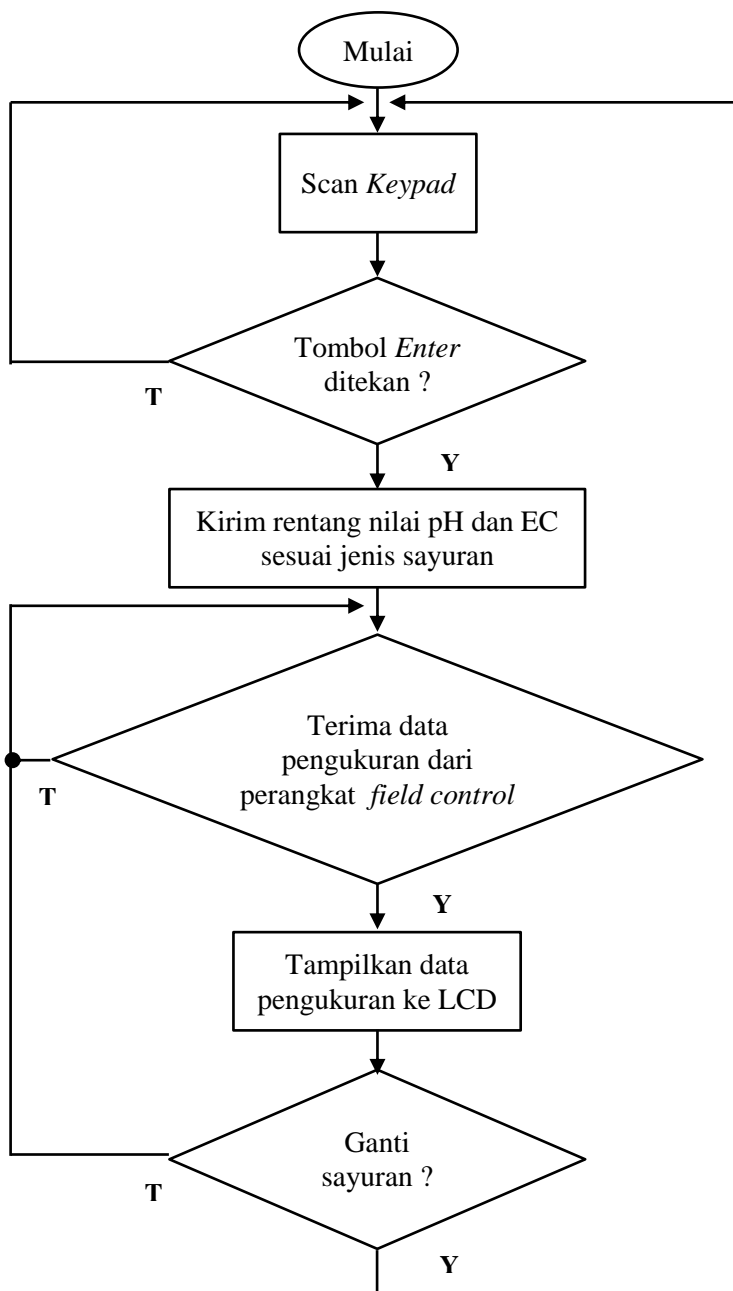 Mulai
Scan Keypad
Tombol Enter
ditekan ?
T
Y
Kirim rentang nilai pH dan EC
sesuai jenis sayuran
Terima data
pengukuran dari
perangkat field control
T
Y
Tampilkan data
pengukuran ke LCD
Ganti
sayuran ?
T
Y